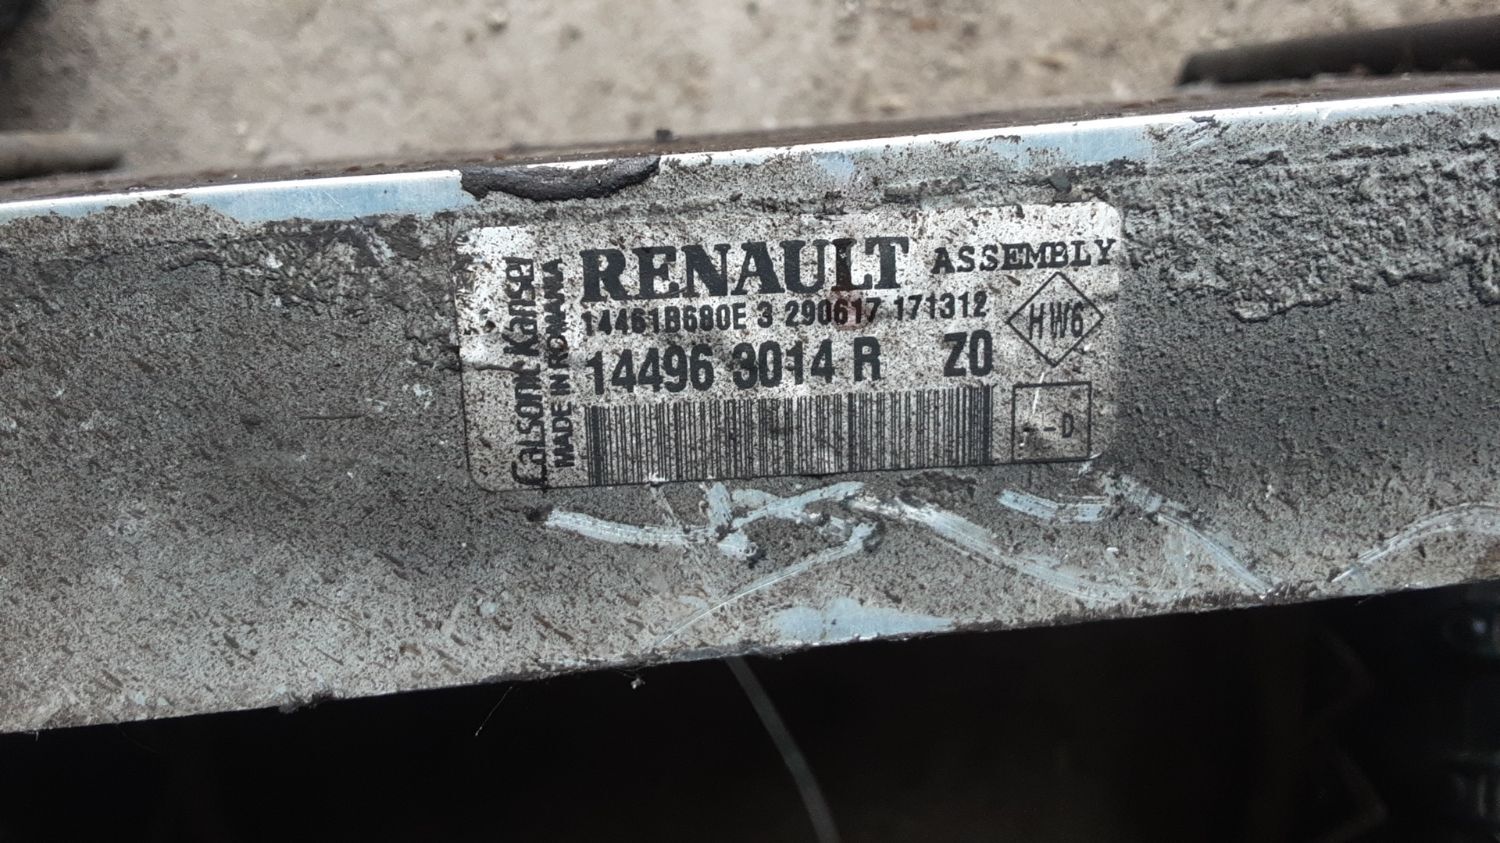 RENAULT ASSEMBLY
14461B680E 3 290617 171312
14496 3014 R Z0
HW6
-D
Calsonic Kansei
MADE IN ROMANIA